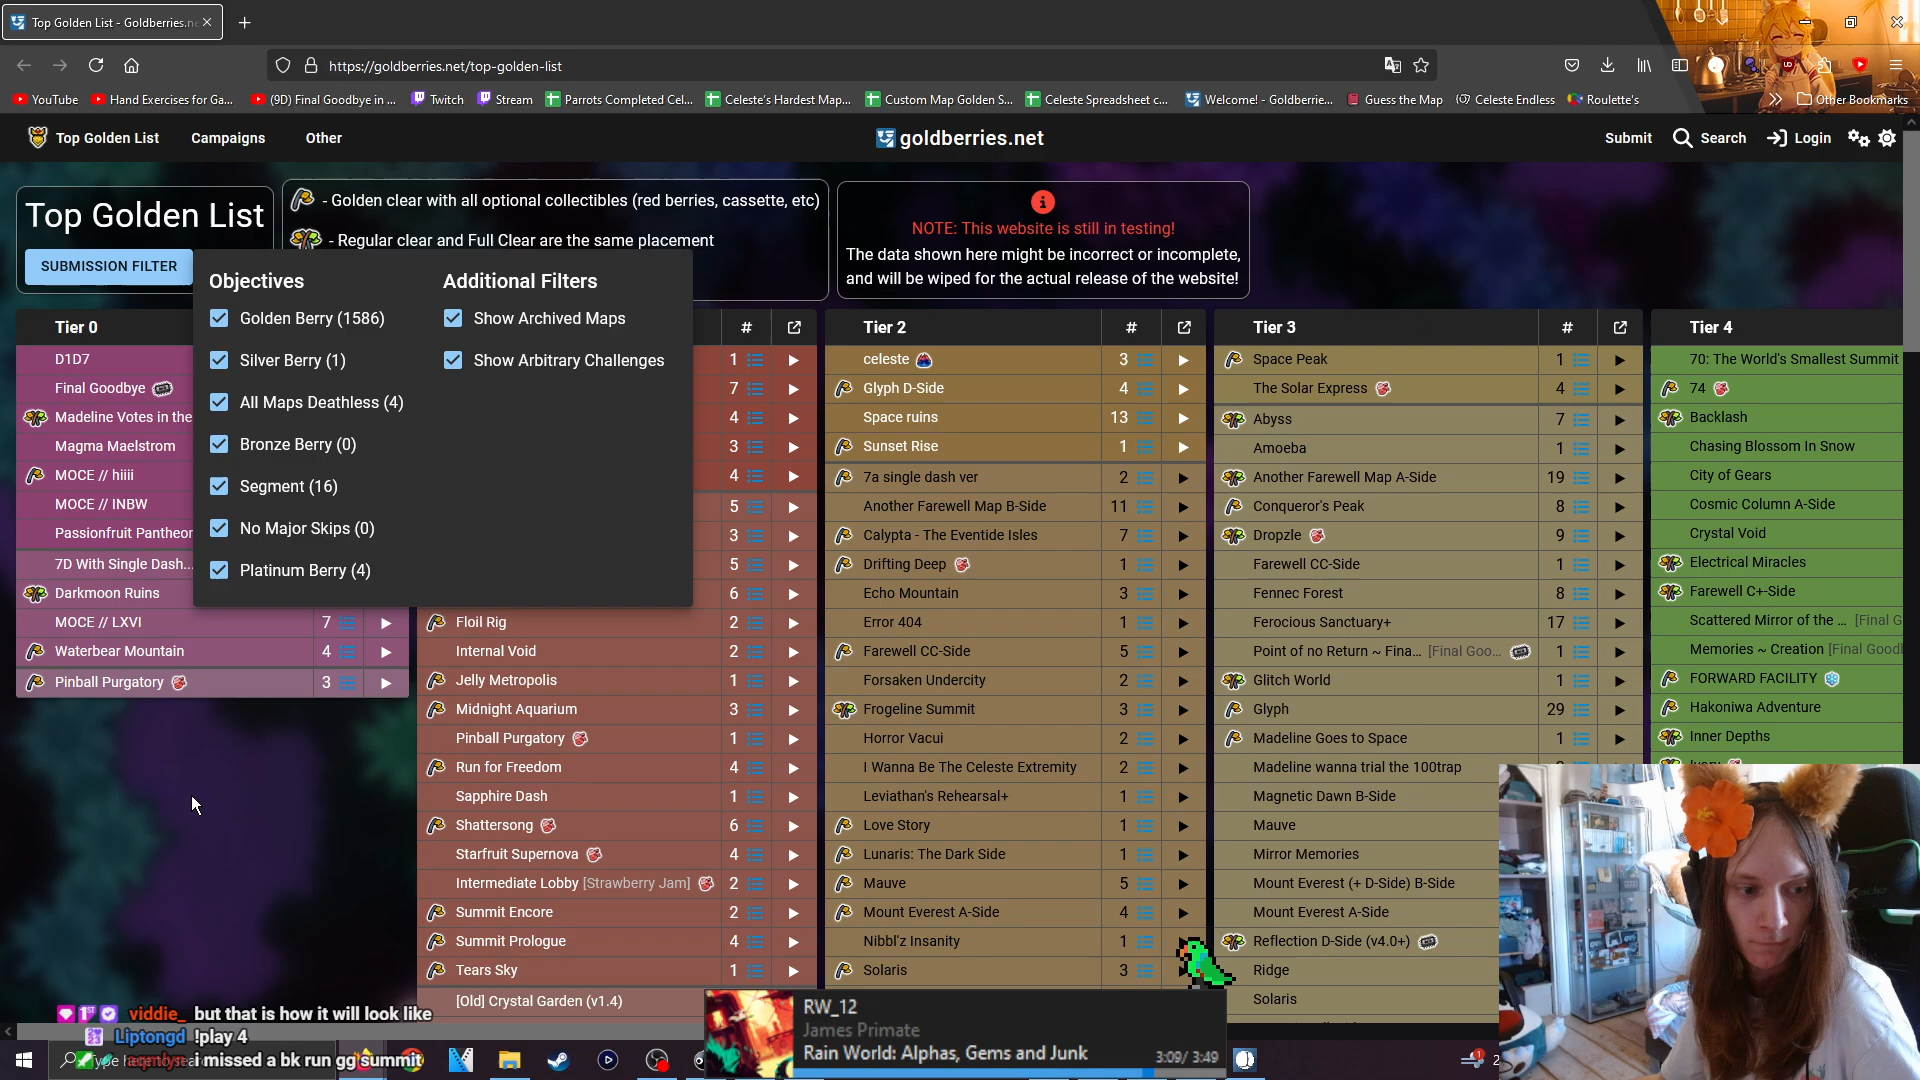 Top Golden List - Goldberries.ne
https://goldberries.net/top-golden-list
YouTube
Hand Exercises for Ga...
(9D) Final Goodbye in ...
Twitch
Stream
Parrots Completed Cel...
Celeste's Hardest Map...
Custom Map Golden S...
Celeste Spreadsheet c...
Welcome! - Goldberrie...
Guess the Map
Celeste Endless
Roulette's
Other Bookmarks
Top Golden List
Campaigns
Other
goldberries.net
Submit
Search
Login
Top Golden List
SUBMISSION FILTER
- Golden clear with all optional collectibles (red berries, cassette, etc)
- Regular clear and Full Clear are the same placement
NOTE: This website is still in testing!
The data shown here might be incorrect or incomplete,
and will be wiped for the actual release of the website!
Objectives
Golden Berry (1586)
Silver Berry (1)
All Maps Deathless (4)
Bronze Berry (0)
Segment (16)
No Major Skips (0)
Platinum Berry (4)
Additional Filters
Show Archived Maps
Show Arbitrary Challenges
Tier 0
D1D7
Final Goodbye
Madeline Votes in the
Magma Maelstrom
MOCE // hiiii
MOCE // INBW
Passionfruit Pantheon
7D With Single Dash...
Darkmoon Ruins
MOCE // LXVI 7
Waterbear Mountain 4
Pinball Purgatory 3
#
1
7
4
3
4
5
3
5
6
Floil Rig 2
Internal Void 2
Jelly Metropolis 1
Midnight Aquarium 3
Pinball Purgatory 1
Run for Freedom 4
Sapphire Dash 1
Shattersong 6
Starfruit Supernova 4
Intermediate Lobby [Strawberry Jam] 2
Summit Encore 2
Summit Prologue 4
Tears Sky 1
[Old] Crystal Garden (v1.4)
Tier 2 #
celeste 3
Glyph D-Side 4
Space ruins 13
Sunset Rise 1
7a single dash ver 2
Another Farewell Map B-Side 11
Calypta - The Eventide Isles 7
Drifting Deep 1
Echo Mountain 3
Error 404 1
Farewell CC-Side 5
Forsaken Undercity 2
Frogeline Summit 3
Horror Vacui 2
I Wanna Be The Celeste Extremity 2
Leviathan's Rehearsal+ 1
Love Story 1
Lunaris: The Dark Side 1
Mauve 5
Mount Everest A-Side 4
Nibbl'z Insanity 1
Solaris 3
Tier 3 #
Space Peak 1
The Solar Express 4
Abyss 7
Amoeba 1
Another Farewell Map A-Side 19
Conqueror's Peak 8
Dropzle 9
Farewell CC-Side 1
Fennec Forest 8
Ferocious Sanctuary+ 17
Point of no Return ~ Fina... [Final Goo... 1
Glitch World 1
Glyph 29
Madeline Goes to Space 1
Madeline wanna trial the 100trap
Magnetic Dawn B-Side
Mauve
Mirror Memories
Mount Everest (+ D-Side) B-Side
Mount Everest A-Side
Reflection D-Side (v4.0+)
Ridge
Solaris
Tier 4
70: The World's Smallest Summit
74
Backlash
Chasing Blossom In Snow
City of Gears
Cosmic Column A-Side
Crystal Void
Electrical Miracles
Farewell C+-Side
Scattered Mirror of the ... [Final G
Memories ~ Creation [Final Goodl
FORWARD FACILITY
Hakoniwa Adventure
Inner Depths
viddie_ but that is how it will look like
Liptongd !play 4
i missed a bk run gg summit
RW_12
James Primate
Rain World: Alphas, Gems and Junk
3:09/ 3:49